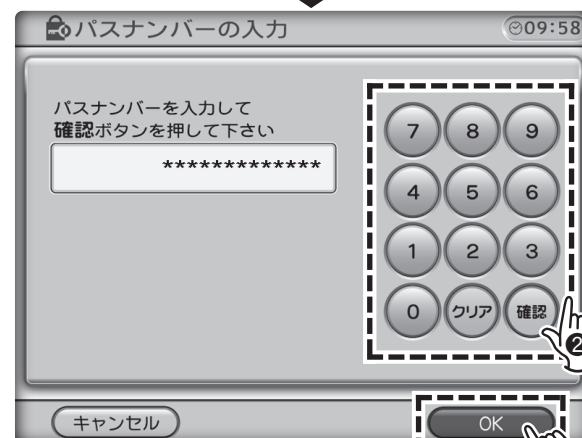 パスナンバーの入力
09:58
パスナンバーを入力して
確認ボタンを押して下さい
*************
7 8 9
4 5 6
1 2 3
0 クリア 確認
❷
キャンセル
OK